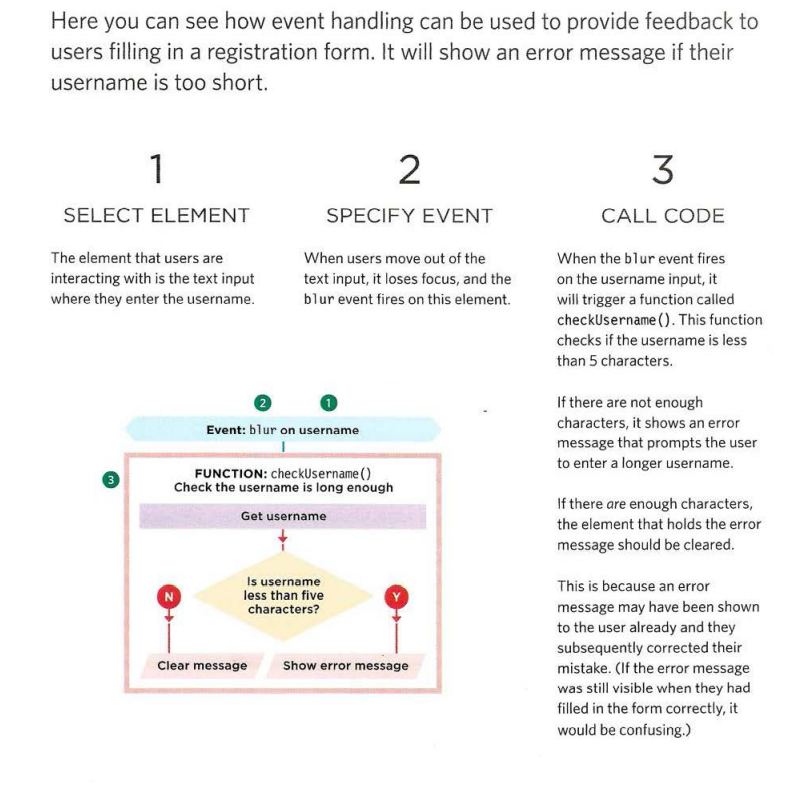 Here you can see how event handling can be used to provide feedback to
users filling in a registration form. It will show an error message if their
username is too short.
1
SELECT ELEMENT
The element that users are
interacting with is the text input
where they enter the username.
2
SPECIFY EVENT
When users move out of the
text input, it loses focus, and the
blur event fires on this element.
3
CALL CODE
When the blur event fires
on the username input, it
will trigger a function called
checkUsername(). This function
checks if the username is less
than 5 characters.
If there are not enough
characters, it shows an error
message that prompts the user
to enter a longer username.
If there are enough characters,
the element that holds the error
message should be cleared.
This is because an error
message may have been shown
to the user already and they
subsequently corrected their
mistake. (If the error message
was still visible when they had
filled in the form correctly, it
would be confusing.)
2
1
Event: blur on username
3
FUNCTION: checkUsername()
Check the username is long enough
Get username
Is username
less than five
characters?
N
Y
Clear message
Show error message